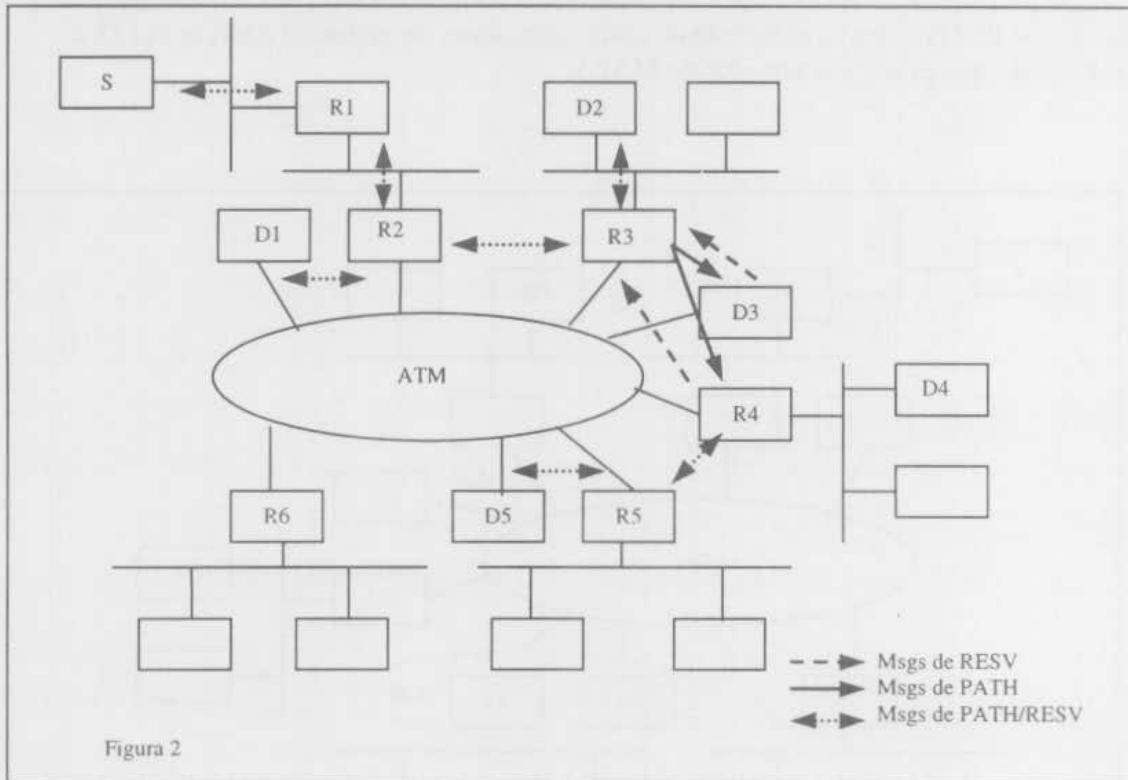 S
R1
D2
D1
R2
R3
D3
ATM
R4
D4
R6
D5
R5
Msgs de RESV
Msgs de PATH
Msgs de PATH/RESV
Figura 2